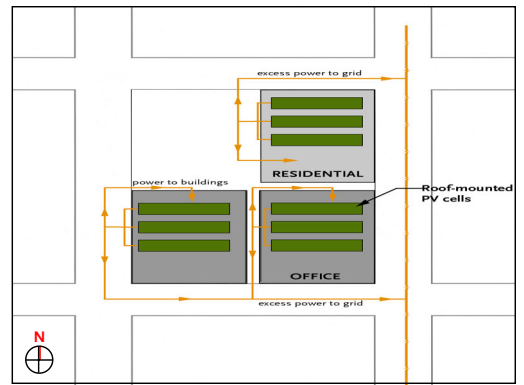 excess power to grid
RESIDENTIAL
power to buildings
Roof-mounted
PV cells
OFFICE
excess power to grid
N